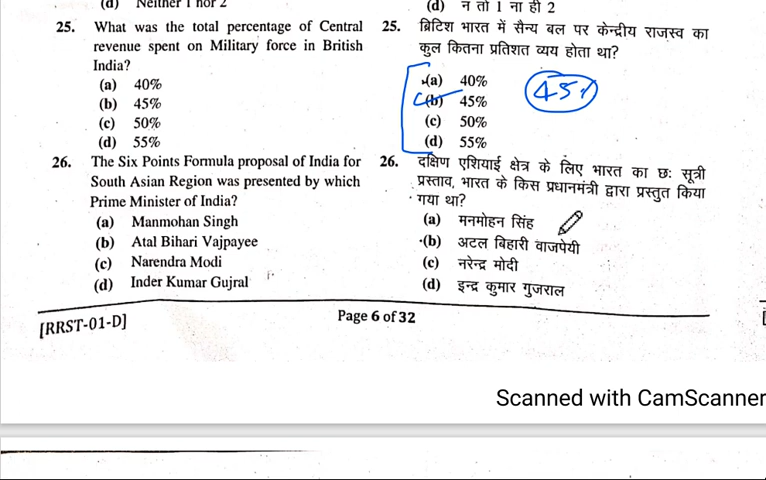 (d) Neither 1 nor 2
25. What was the total percentage of Central
revenue spent on Military force in British
India?
(a) 40%
(b) 45%
(c) 50%
(d) 55%
26. The Six Points Formula proposal of India for
South Asian Region was presented by which
Prime Minister of India?
(a) Manmohan Singh
(b) Atal Bihari Vajpayee
(c) Narendra Modi
(d) Inder Kumar Gujral
(d) न तो 1 ना ही 2
25. ब्रिटिश भारत में सैन्य बल पर केन्द्रीय राजस्व का
कुल कितना प्रतिशत व्यय होता था?
(a) 40%
(b) 45%
(c) 50%
(d) 55%
45%
26. दक्षिण एशियाई क्षेत्र के लिए भारत का छः सूत्री
प्रस्ताव, भारत के किस प्रधानमंत्री द्वारा प्रस्तुत किया
गया था?
(a) मनमोहन सिंह
(b) अटल बिहारी वाजपेयी
(c) नरेन्द्र मोदी
(d) इन्द्र कुमार गुजराल
[RRST-01-D]
Page 6 of 32
Scanned with CamScanner